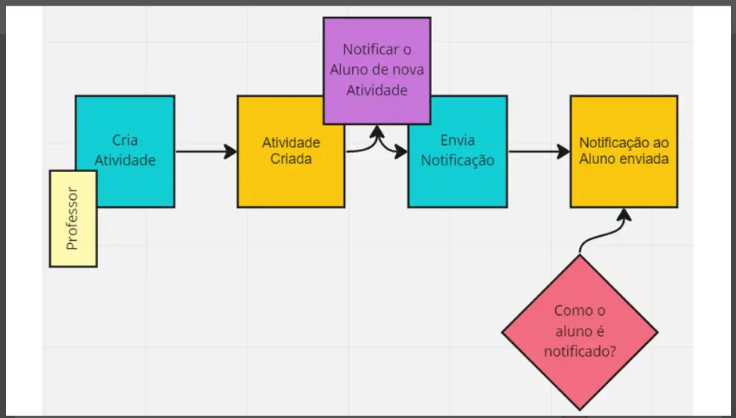 Notificar o
Aluno de nova
Atividade
Cria
Atividade
Atividade
Criada
Envia
Notificação
Notificação ao
Aluno enviada
Professor
Como o
aluno é
notificado?